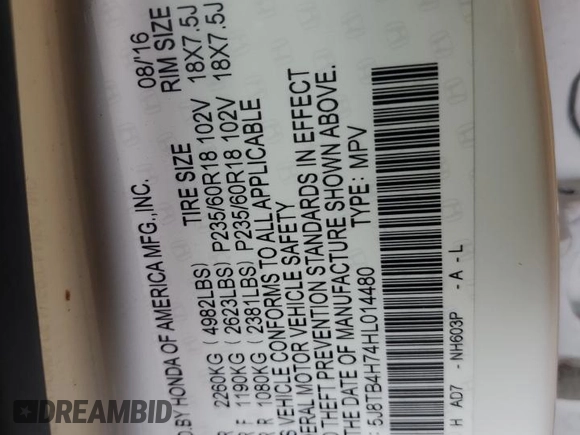 D.BY HONDA OF AMERICA MFG.,INC. 08/'16
TIRE SIZE RIM SIZE
R 2260KG ( 4982LBS)
R F 1190KG ( 2623LBS) P235/60R18 102V 18X7.5J
R R 1080KG ( 2381LBS) P235/60R18 102V 18X7.5J
S VEHICLE CONFORMS TO ALL APPLICABLE
ERAL MOTOR VEHICLE SAFETY
D THEFT PREVENTION STANDARDS IN EFFECT
THE DATE OF MANUFACTURE SHOWN ABOVE.
: 5J8TB4H74HL014480 TYPE: MPV
H AD7 - NH603P - A - L
DREAMBID